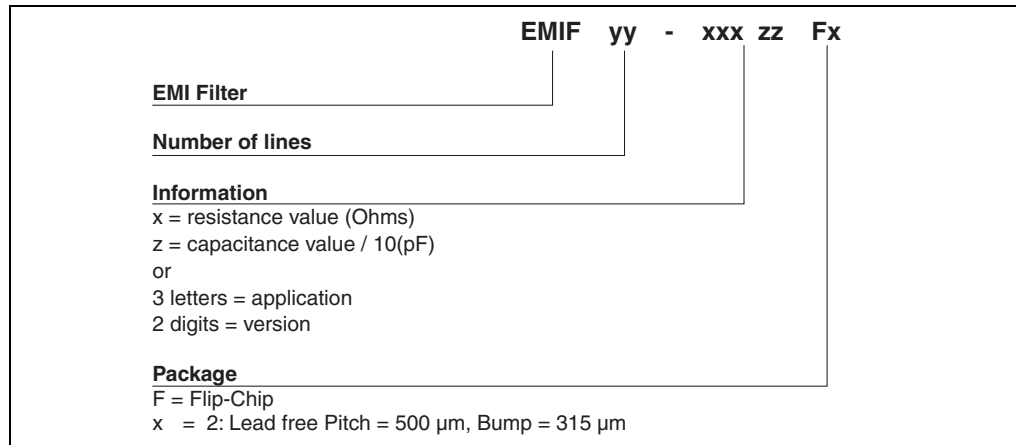 EMIF yy - xxx zz Fx
EMI Filter
Number of lines
Information
x = resistance value (Ohms)
z = capacitance value / 10(pF)
or
3 letters = application
2 digits = version
Package
F = Flip-Chip
x = 2: Lead free Pitch = 500 µm, Bump = 315 µm